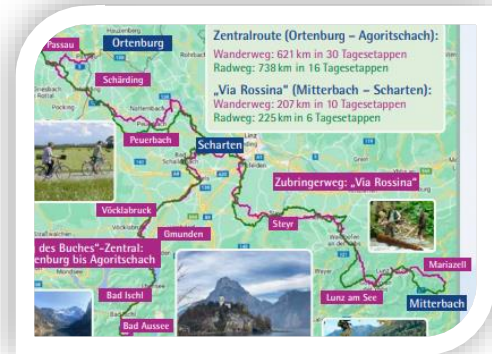 Zentralroute (Ortenburg – Agoritschach):
Wanderweg: 621 km in 30 Tagesetappen
Radweg: 738 km in 16 Tagesetappen
„Via Rossina“ (Mitterbach – Scharten):
Wanderweg: 207 km in 10 Tagesetappen
Radweg: 225 km in 6 Tagesetappen
Passau
Ortenburg
Schärding
Pocking
Peuerbach
Scharten
Linz
Zubringerweg: „Via Rossina“
Vöcklabruck
Gmunden
Steyr
des Buches“-Zentral:
enburg bis Agoritschach
Mondsee
Mariazell
Lunz am See
Mitterbach
Bad Ischl
Bad Aussee